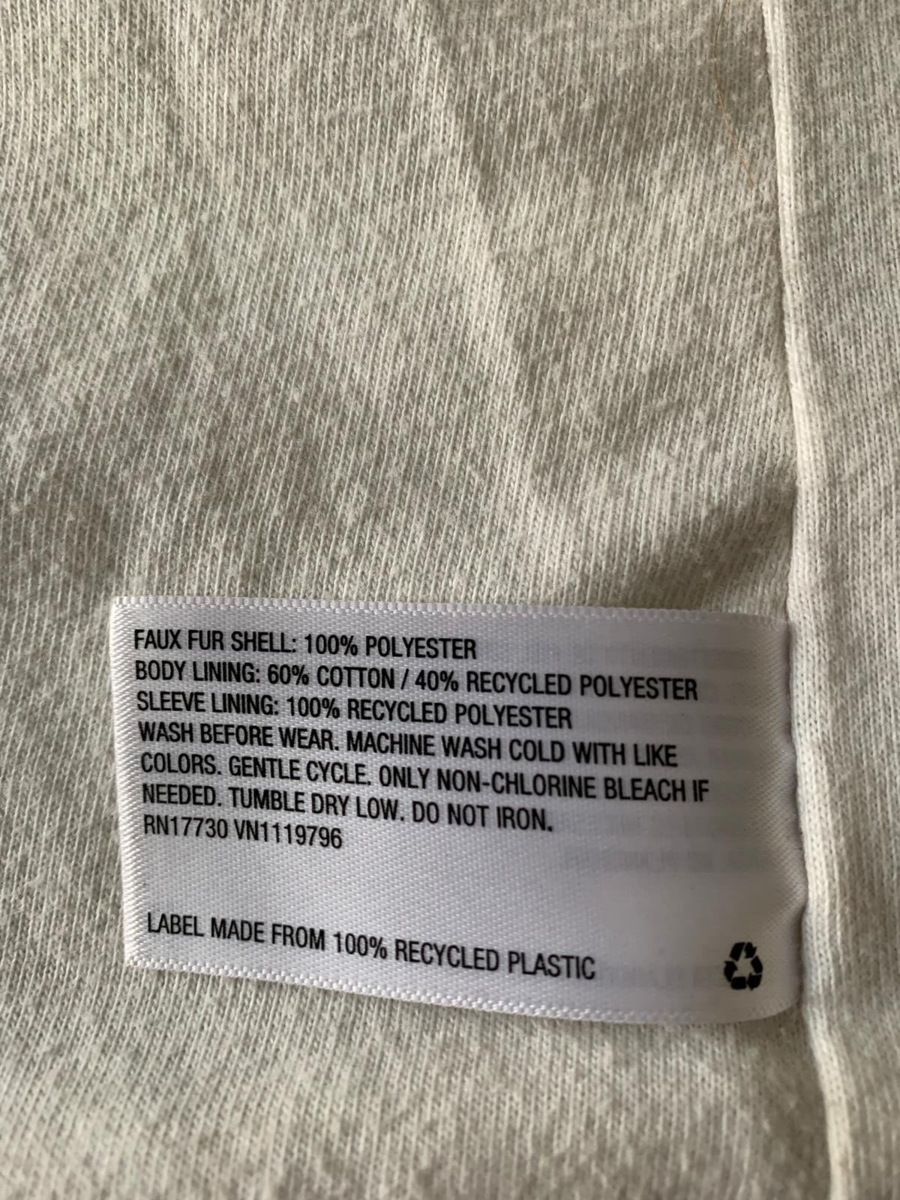 FAUX FUR SHELL: 100% POLYESTER
BODY LINING: 60% COTTON / 40% RECYCLED POLYESTER
SLEEVE LINING: 100% RECYCLED POLYESTER
WASH BEFORE WEAR. MACHINE WASH COLD WITH LIKE
COLORS. GENTLE CYCLE. ONLY NON-CHLORINE BLEACH IF
NEEDED. TUMBLE DRY LOW. DO NOT IRON.
RN17730 VN1119796
LABEL MADE FROM 100% RECYCLED PLASTIC